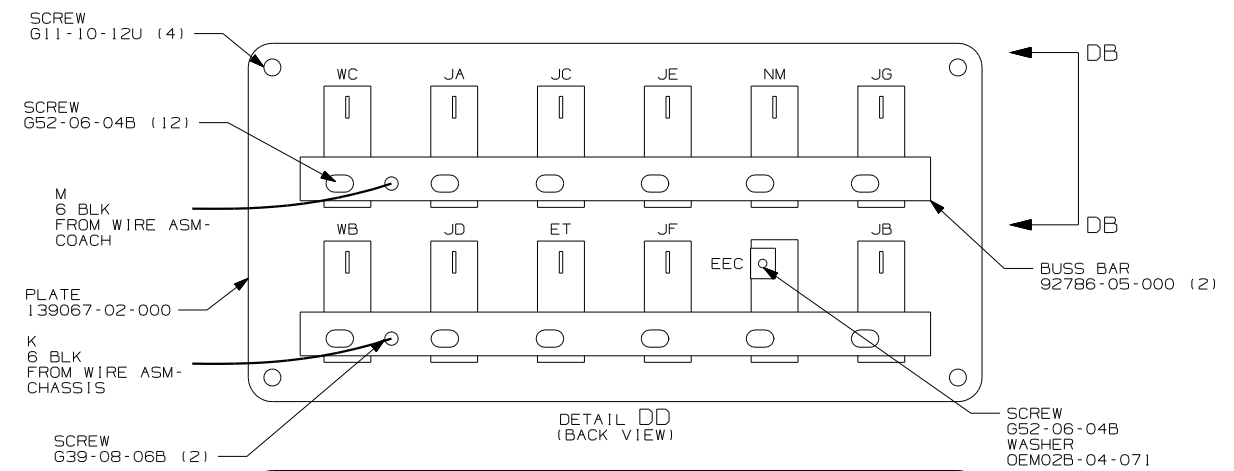 SCREW
G11-10-12U (4)
DB
WC JA JC JE NM JG
SCREW
G52-06-04B (12)
M
6 BLK
FROM WIRE ASM-
COACH
DB
WB JD ET JF JB
EEC
BUSS BAR
92786-05-000 (2)
PLATE
139067-02-000
K
6 BLK
FROM WIRE ASM-
CHASSIS
DETAIL DD
(BACK VIEW)
SCREW
G52-06-04B
WASHER
OEM02B-04-071
SCREW
G39-08-06B (2)